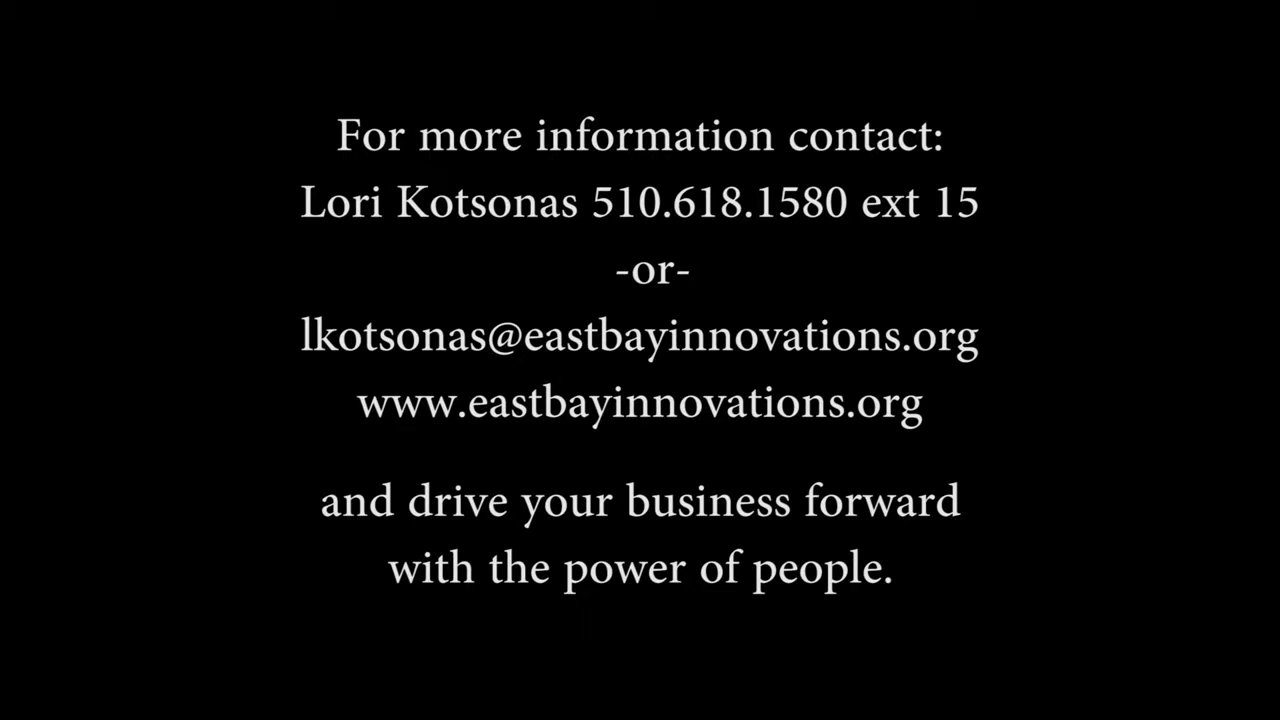 For more information contact:
Lori Kotsonas 510.618.1580 ext 15
-or-
lkotsonas@eastbayinnovations.org
www.eastbayinnovations.org
and drive your business forward
with the power of people.